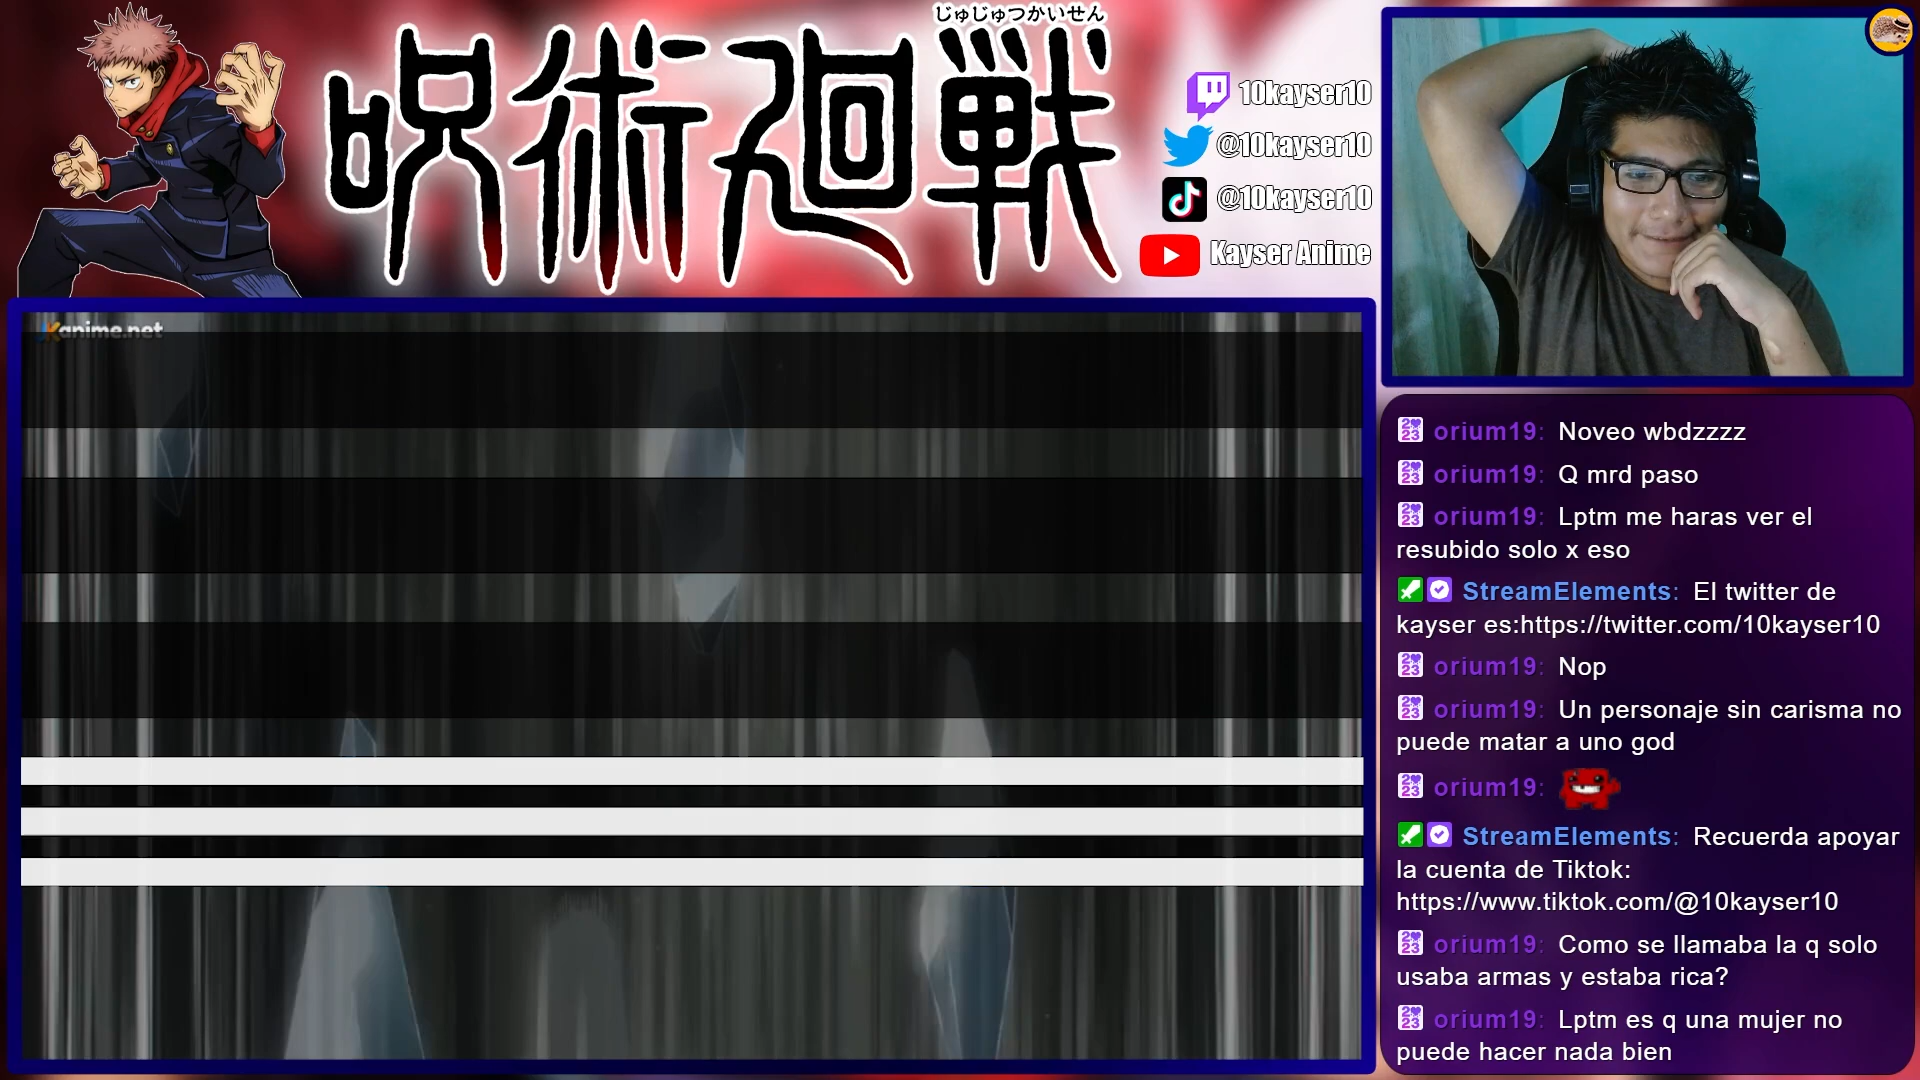 じゅじゅつかいせん
呪術廻戦
10kayser10
@10kayser10
@10kayser10
Kayser Anime
Kanime.net
orium19: Noveo wbdzzzz
orium19: Q mrd paso
orium19: Lptm me haras ver el
resubido solo x eso
StreamElements: El twitter de
kayser es:https://twitter.com/10kayser10
orium19: Nop
orium19: Un personaje sin carisma no
puede matar a uno god
orium19:
StreamElements: Recuerda apoyar
la cuenta de Tiktok:
https://www.tiktok.com/@10kayser10
orium19: Como se llamaba la q solo
usaba armas y estaba rica?
orium19: Lptm es q una mujer no
puede hacer nada bien